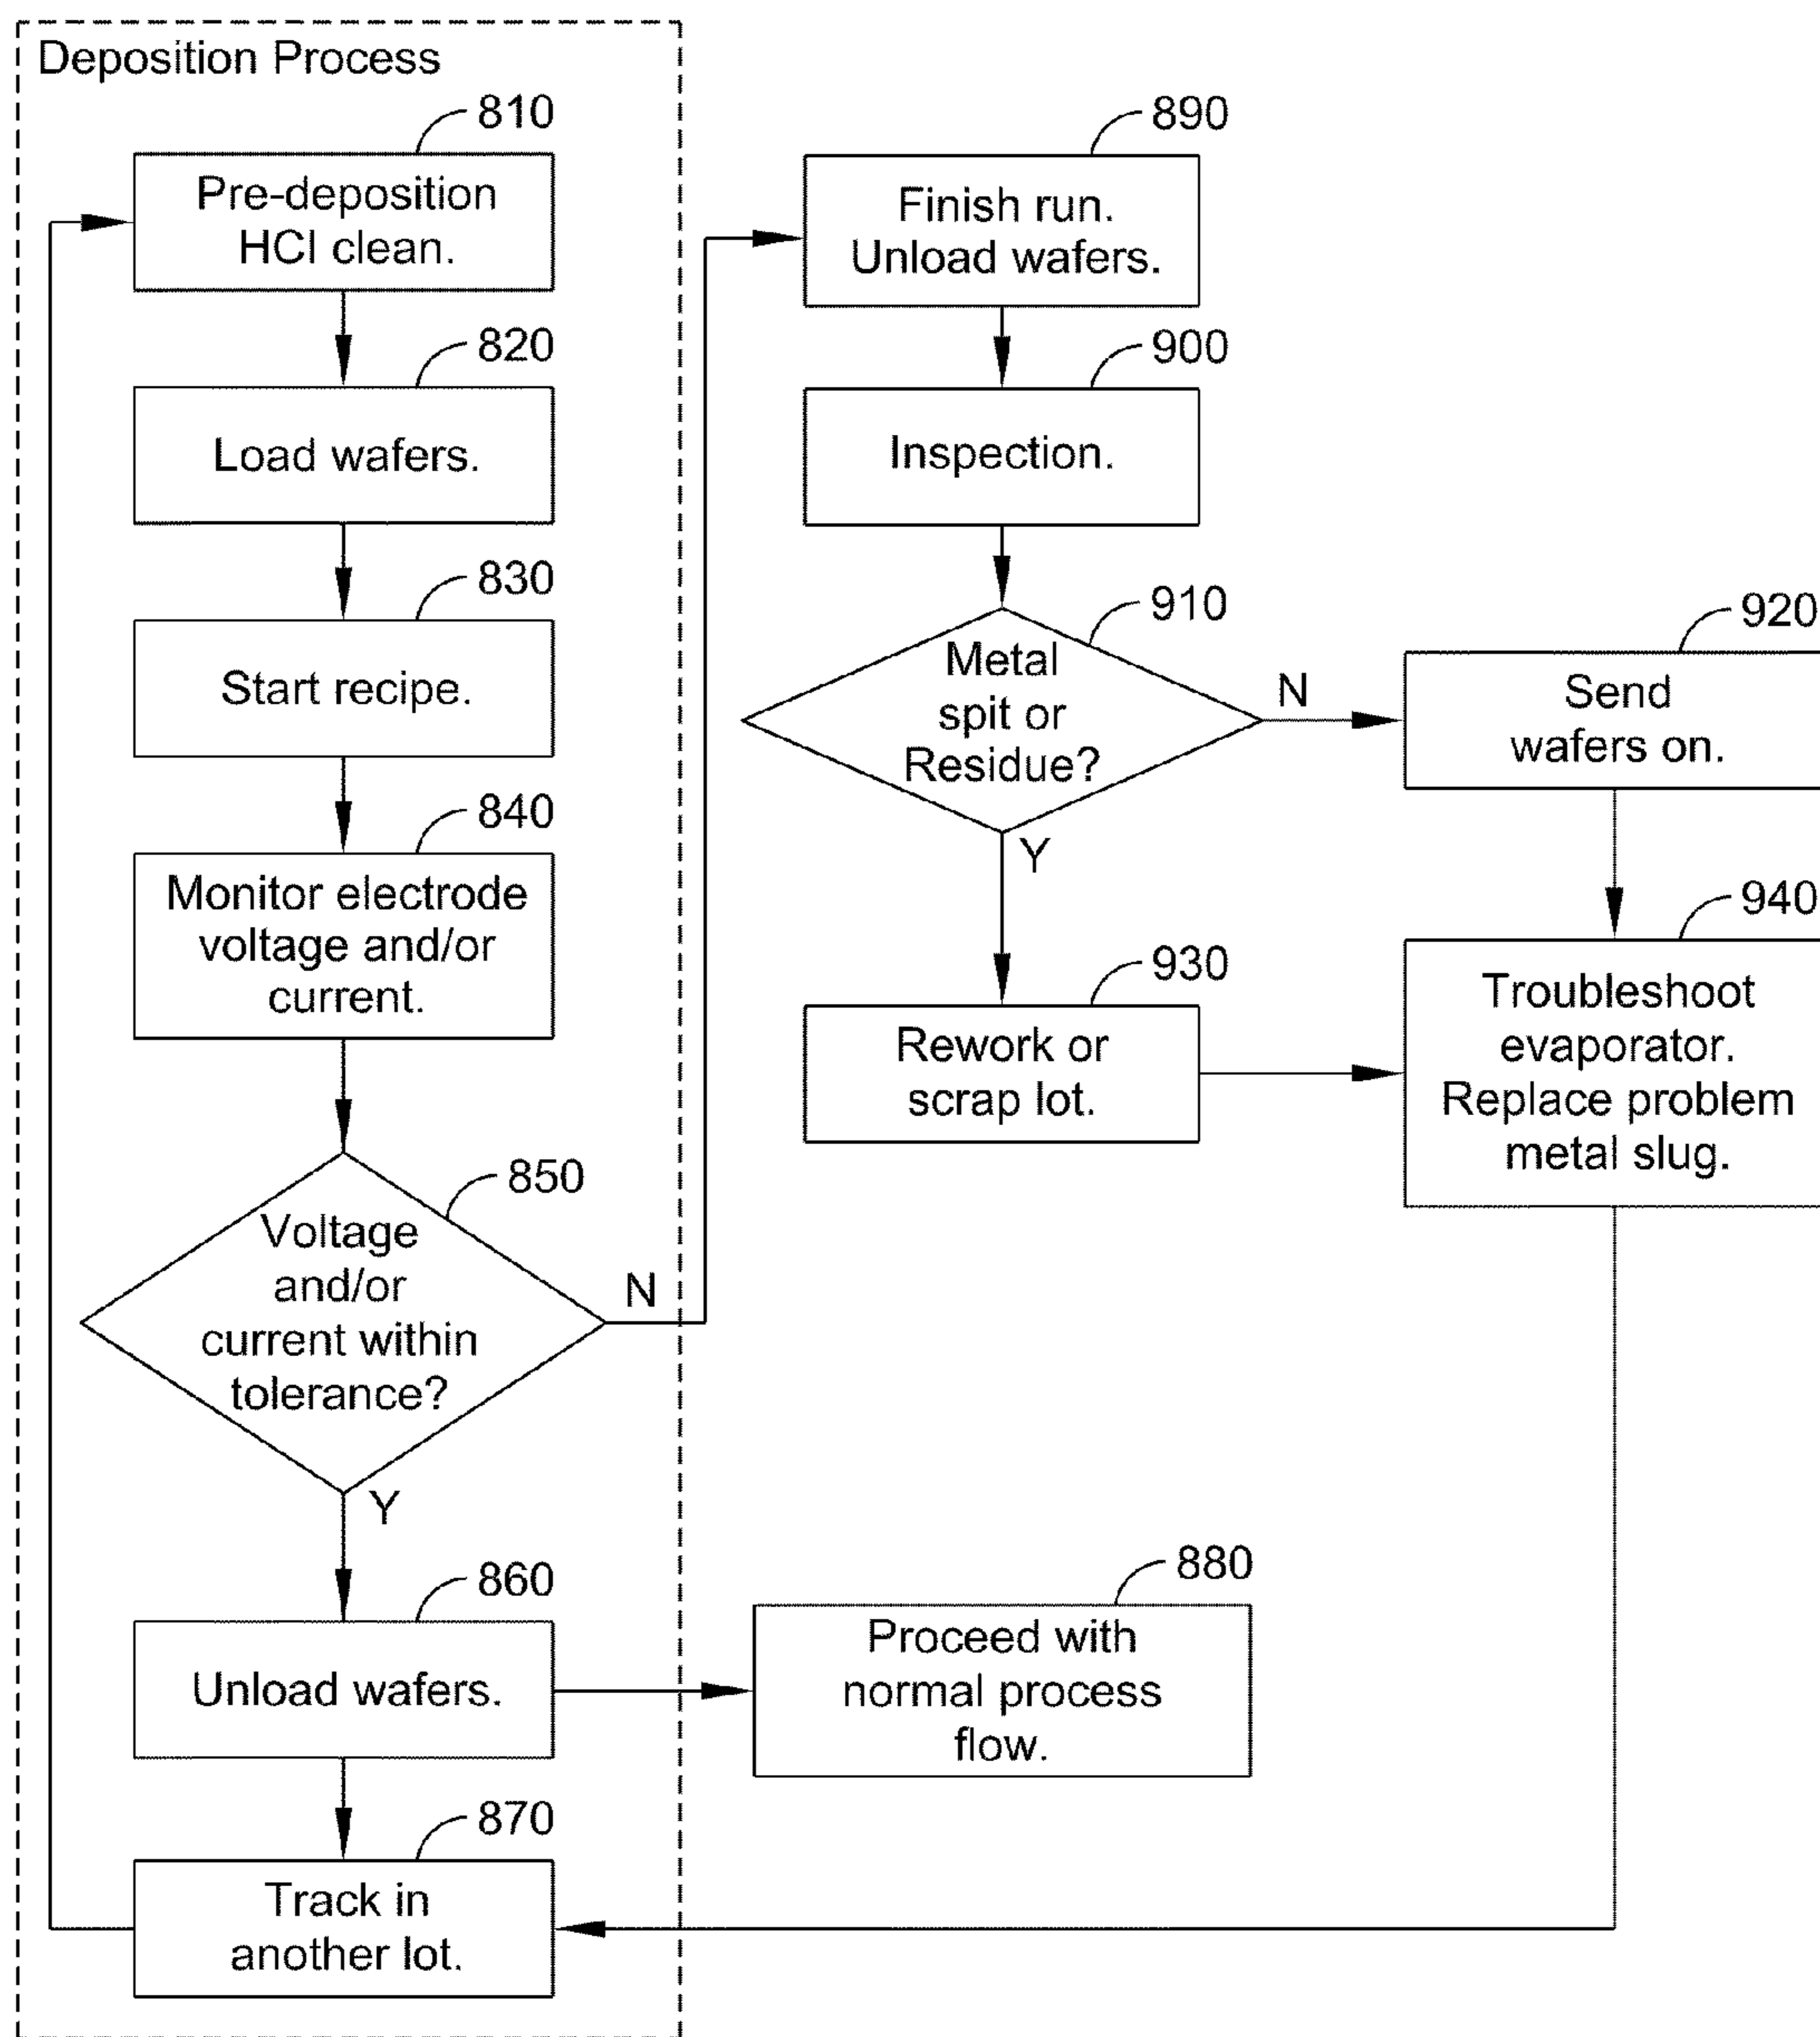 Deposition Process
810
Pre-deposition
HCl clean.
820
Load wafers.
830
Start recipe.
840
Monitor electrode
voltage and/or
current.
850
Voltage
and/or
current within
tolerance?
N
Y
860
Unload wafers.
870
Track in
another lot.
880
Proceed with
normal process
flow.
890
Finish run.
Unload wafers.
900
Inspection.
910
Metal
spit or
Residue?
N
Y
920
Send
wafers on.
930
Rework or
scrap lot.
940
Troubleshoot
evaporator.
Replace problem
metal slug.